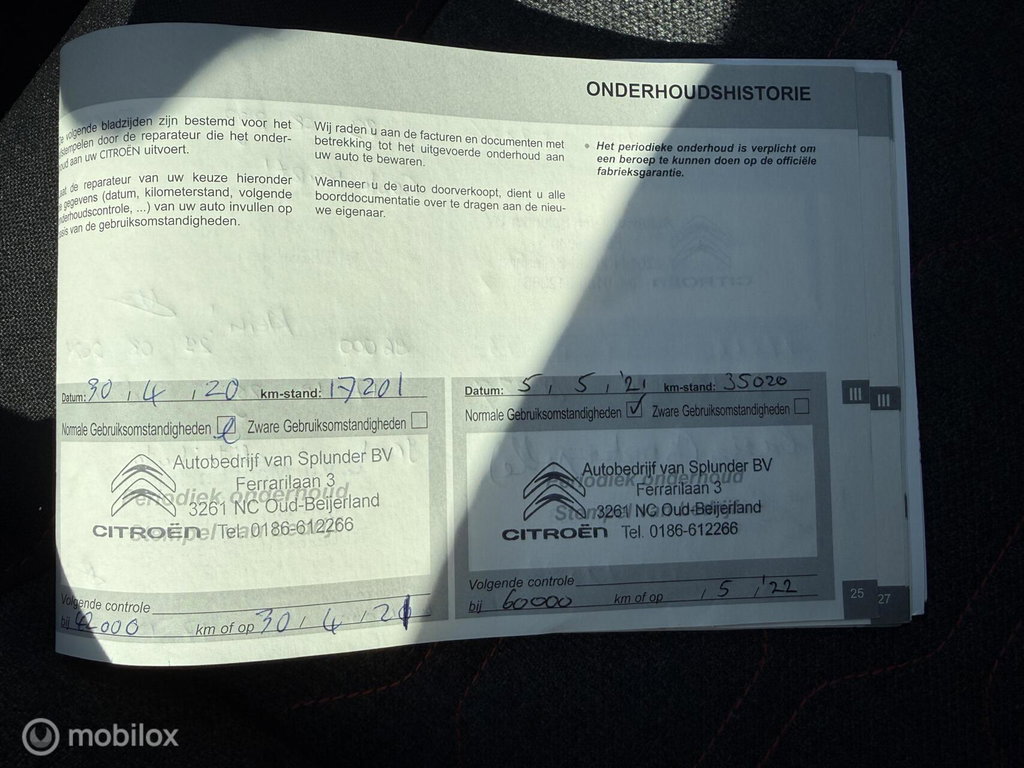 ONDERHOUDSHISTORIE
volgende bladzijden zijn bestemd voor het
door de reparateur die het onder-
aan uw CITROËN uitvoert.
de reparateur van uw keuze hieronder
gegevens (datum, kilometerstand, volgende
...) van uw auto invullen op
van de gebruiksomstandigheden.
Wij raden u aan de facturen en documenten met
betrekking tot het uitgevoerde onderhoud aan
uw auto te bewaren.
Wanneer u de auto doorverkoopt, dient u alle
boorddocumentatie over te dragen aan de nieu-
we eigenaar.
• Het periodieke onderhoud is verplicht om
een beroep te kunnen doen op de officiële
fabrieksgarantie.
Datum: 30 / 4 / 20 km-stand: 17201
Normale Gebruiksomstandigheden Zware Gebruiksomstandigheden
Periodiek onderhoud
Autobedrijf van Splunder BV
Ferrarilaan 3
3261 NC Oud-Beijerland
CITROËN Tel. 0186-612266
Volgende controle
bij 42000 km of op 30 / 4 / 21
Datum: 5 / 5 / '21 km-stand: 35020
Normale Gebruiksomstandigheden ✓ Zware Gebruiksomstandigheden
Periodiek onderhoud
Autobedrijf van Splunder BV
Ferrarilaan 3
3261 NC Oud-Beijerland
CITROËN Tel. 0186-612266
Volgende controle
bij 60000 km of op / 5 / '22
III
III
25
27
mobilox